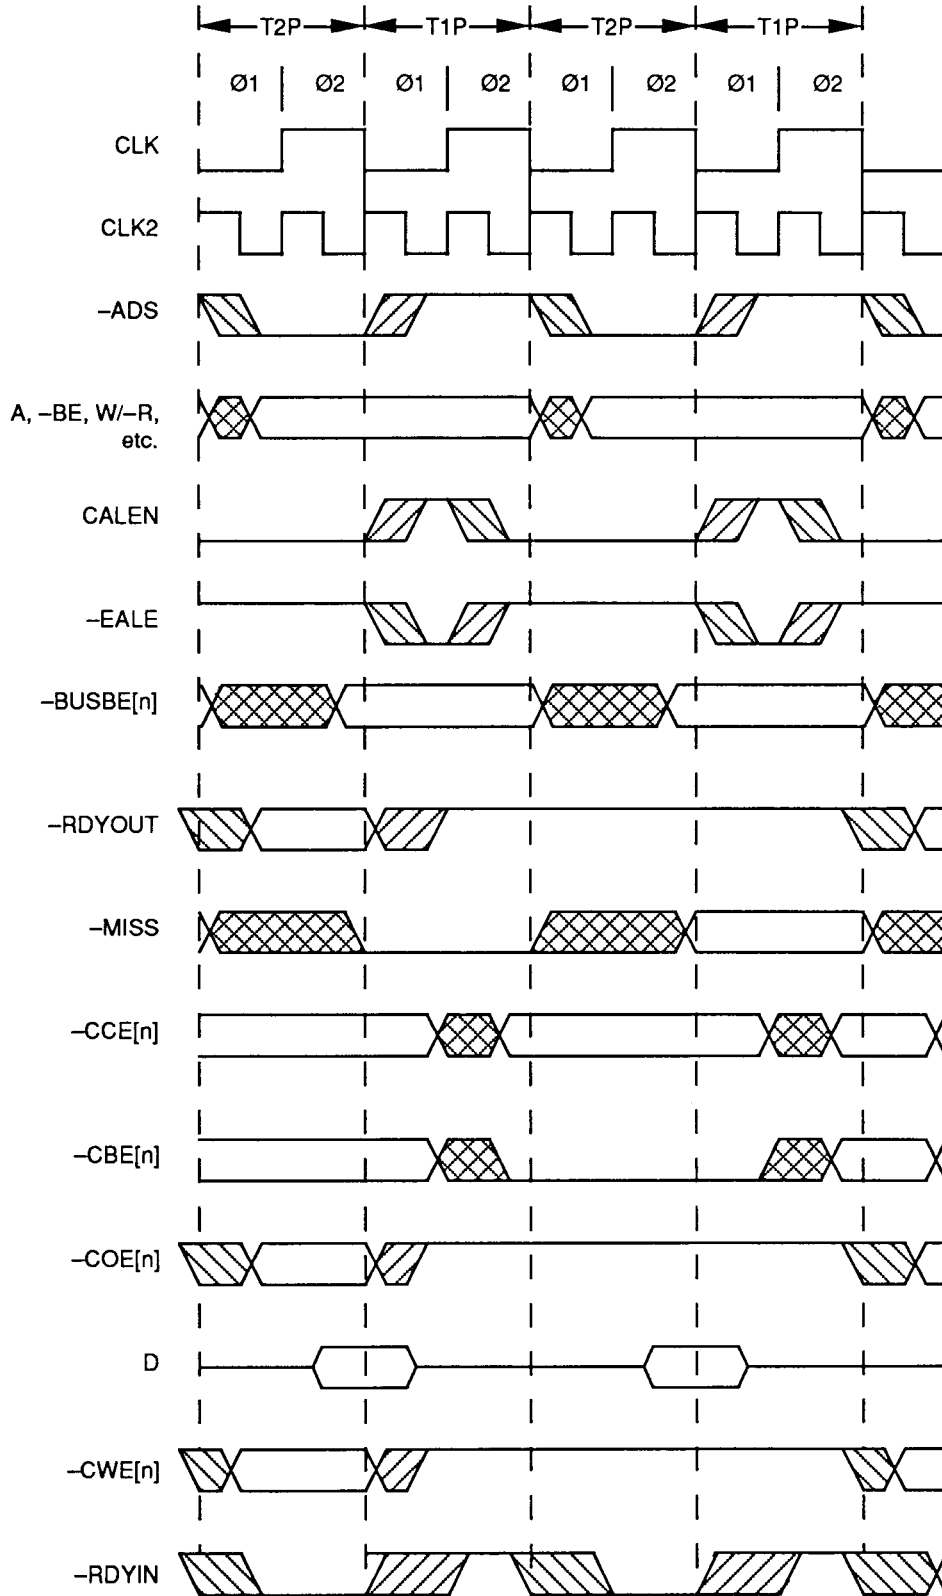 T2P T1P T2P T1P
Ø1 Ø2 Ø1 Ø2 Ø1 Ø2 Ø1 Ø2
CLK
CLK2
–ADS
A, –BE, W/–R,
etc.
CALEN
–EALE
–BUSBE[n]
–RDYOUT
–MISS
–CCE[n]
–CBE[n]
–COE[n]
D
–CWE[n]
–RDYIN